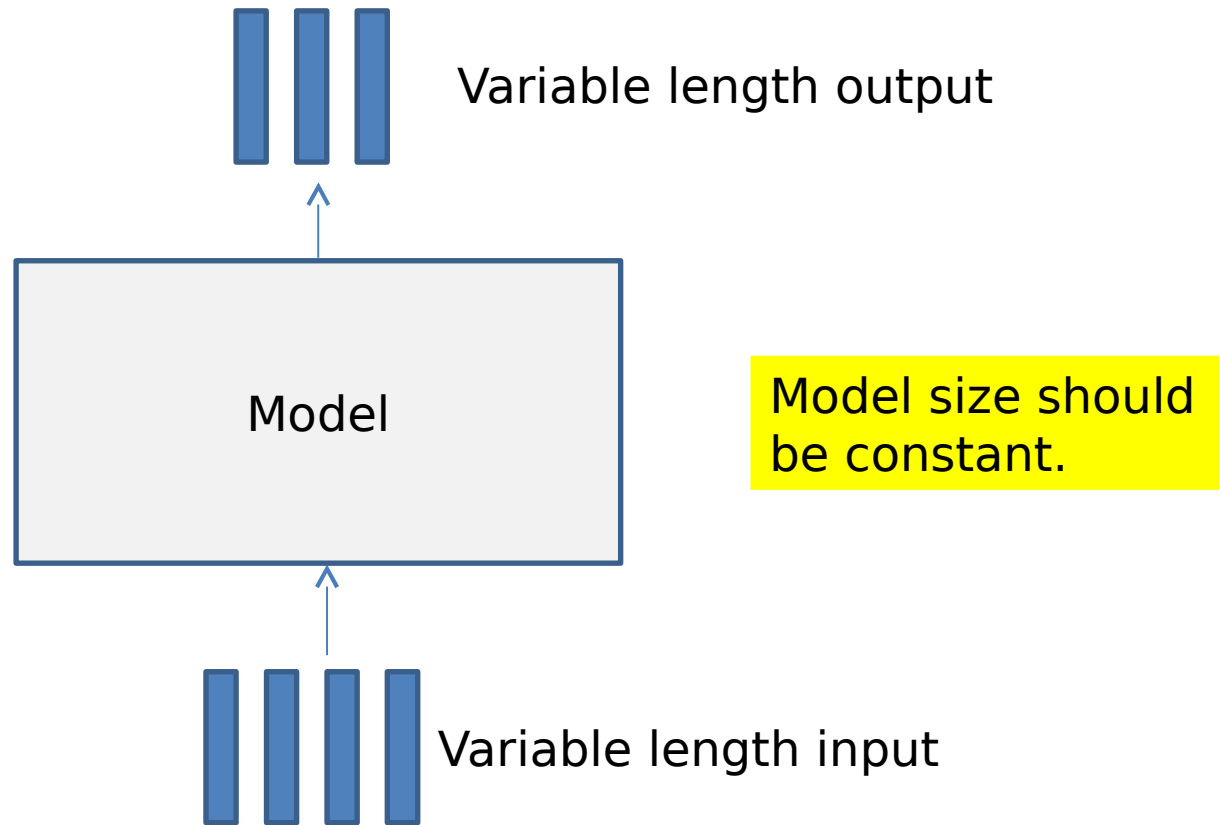 Variable length output
Model
Model size should
be constant.
Variable length input